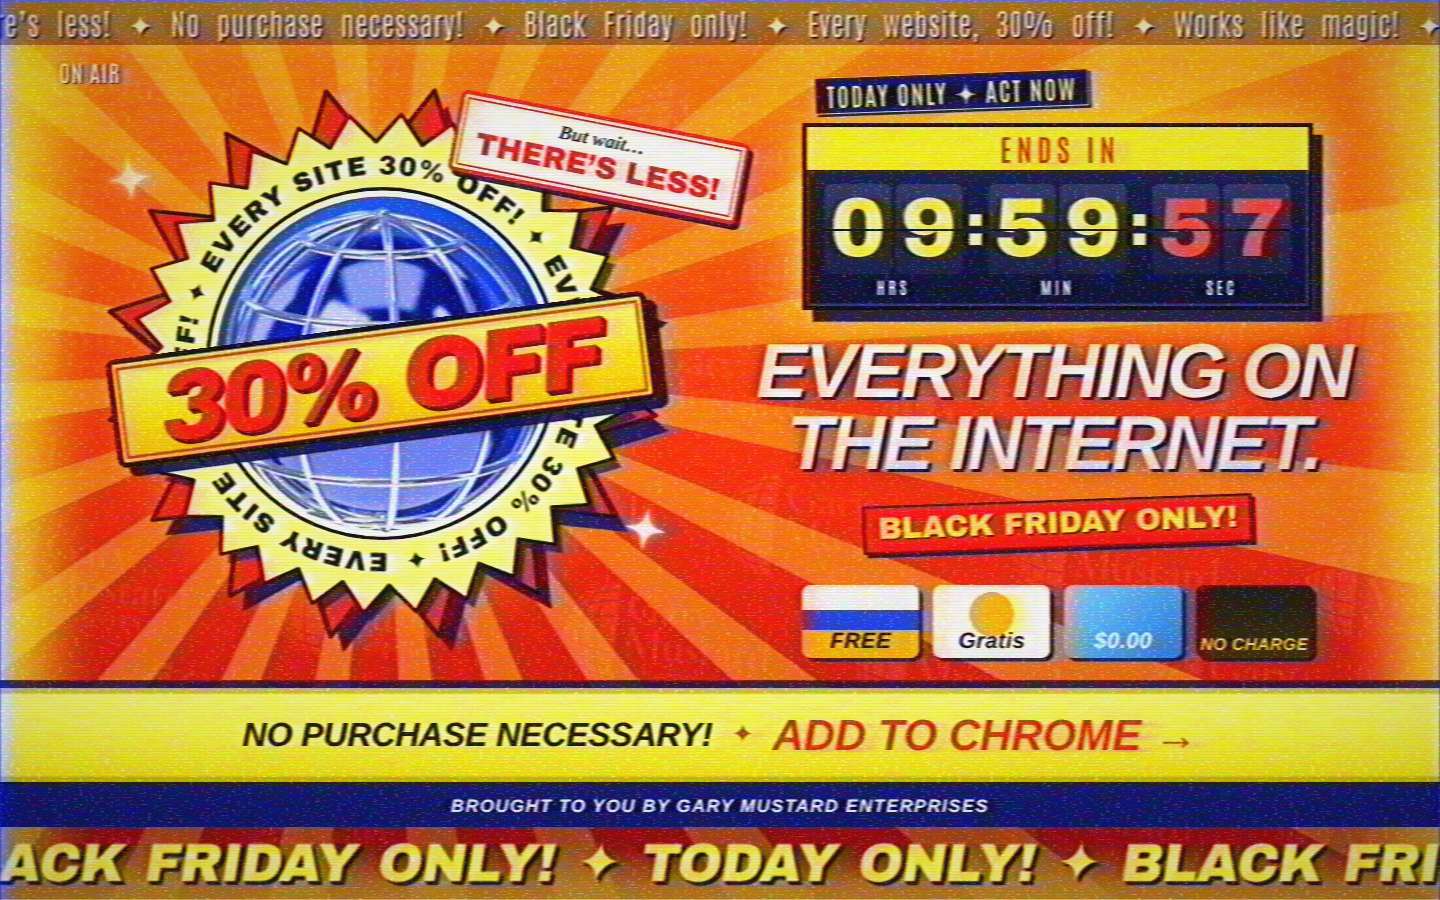 re's less! ✦ No purchase necessary! ✦ Black Friday only! ✦ Every website, 30% off! ✦ Works like magic! ✦
ON AIR
But wait...
THERE'S LESS!
EVERY SITE 30% OFF! ✦ EVERY SITE 30% OFF! ✦
30% OFF
TODAY ONLY ✦ ACT NOW
ENDS IN
09:59:57
HRS MIN SEC
EVERYTHING ON
THE INTERNET.
BLACK FRIDAY ONLY!
FREE Gratis $0.00 NO CHARGE
NO PURCHASE NECESSARY! ✦ ADD TO CHROME →
BROUGHT TO YOU BY GARY MUSTARD ENTERPRISES
ACK FRIDAY ONLY! ✦ TODAY ONLY! ✦ BLACK FRI